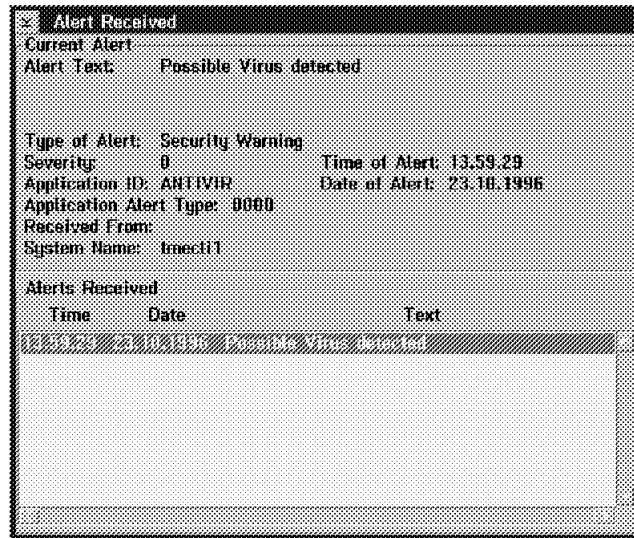 Alert Received
Current Alert
Alert Text: Possible Virus detected
Type of Alert: Security Warning
Severity: 0 Time of Alert: 13.59.29
Application ID: ANTIVIR Date of Alert: 23.10.1996
Application Alert Type: 0000
Received From:
System Name: tmecli1
Alerts Received
Time Date Text
13.59.29 23.10.1996 Possible Virus detected